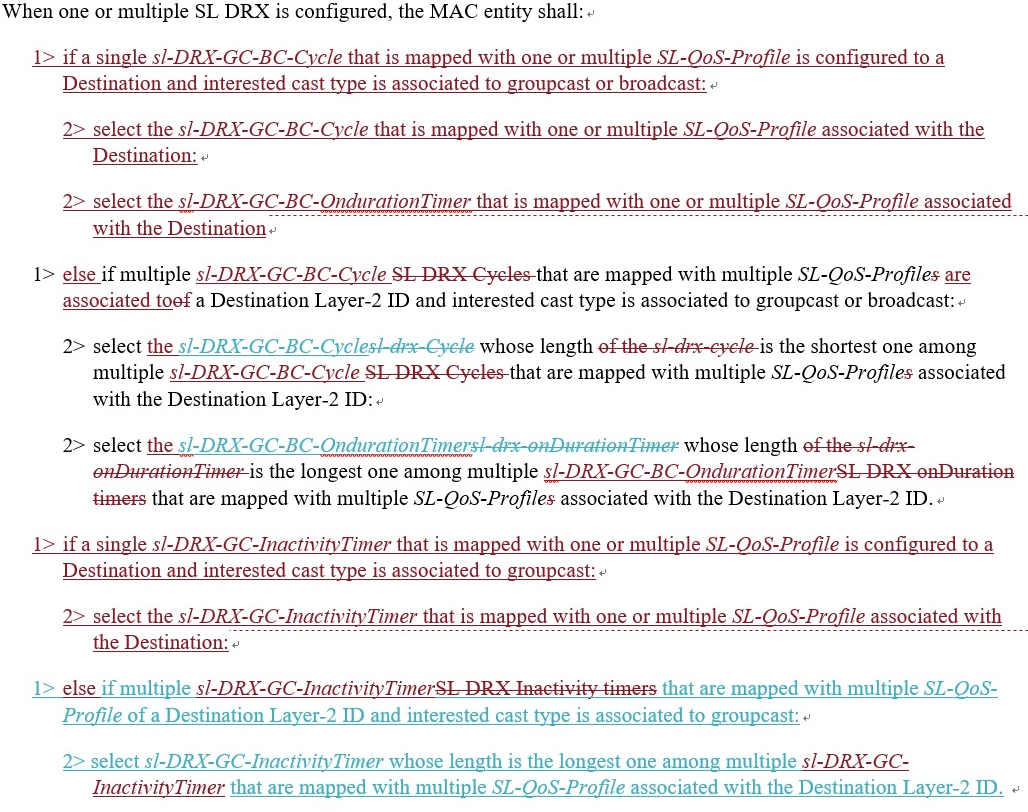 When one or multiple SL DRX is configured, the MAC entity shall:
1> if a single sl-DRX-GC-BC-Cycle that is mapped with one or multiple SL-QoS-Profile is configured to a
Destination and interested cast type is associated to groupcast or broadcast:
2> select the sl-DRX-GC-BC-Cycle that is mapped with one or multiple SL-QoS-Profile associated with the
Destination:
2> select the sl-DRX-GC-BC-OndurationTimer that is mapped with one or multiple SL-QoS-Profile associated
with the Destination
1> else if multiple sl-DRX-GC-BC-Cycle SL DRX Cycles that are mapped with multiple SL-QoS-Profiles are
associated toof a Destination Layer-2 ID and interested cast type is associated to groupcast or broadcast:
2> select the sl-DRX-GC-BC-Cyclesl-drx-Cycle whose length of the sl-drx-cycle is the shortest one among
multiple sl-DRX-GC-BC-Cycle SL DRX Cycles that are mapped with multiple SL-QoS-Profiles associated
with the Destination Layer-2 ID:
2> select the sl-DRX-GC-BC-OndurationTimersl-drx-onDurationTimer whose length of the sl-drx-
onDurationTimer is the longest one among multiple sl-DRX-GC-BC-OndurationTimerSL DRX onDuration
timers that are mapped with multiple SL-QoS-Profiles associated with the Destination Layer-2 ID.
1> if a single sl-DRX-GC-InactivityTimer that is mapped with one or multiple SL-QoS-Profile is configured to a
Destination and interested cast type is associated to groupcast:
2> select the sl-DRX-GC-InactivityTimer that is mapped with one or multiple SL-QoS-Profile associated with
the Destination:
1> else if multiple sl-DRX-GC-InactivityTimerSL DRX Inactivity timers that are mapped with multiple SL-QoS-
Profile of a Destination Layer-2 ID and interested cast type is associated to groupcast:
2> select sl-DRX-GC-InactivityTimer whose length is the longest one among multiple sl-DRX-GC-
InactivityTimer that are mapped with multiple SL-QoS-Profile associated with the Destination Layer-2 ID.